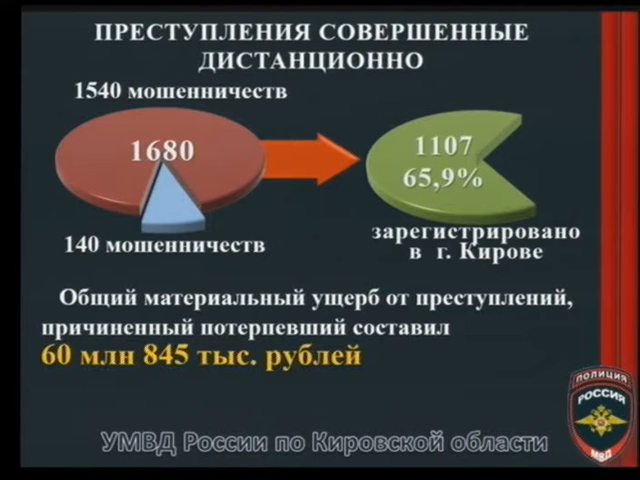 ПРЕСТУПЛЕНИЯ СОВЕРШЕННЫЕ
ДИСТАНЦИОННО
1540 мошенничеств
1680
1107
65,9%
140 мошенничеств
зарегистрировано
в г. Кирове
Общий материальный ущерб от преступлений,
причиненный потерпевший составил
60 млн 845 тыс. рублей
ПОЛИЦИЯ
РОССИЯ
МВД
УМВД России по Кировской области